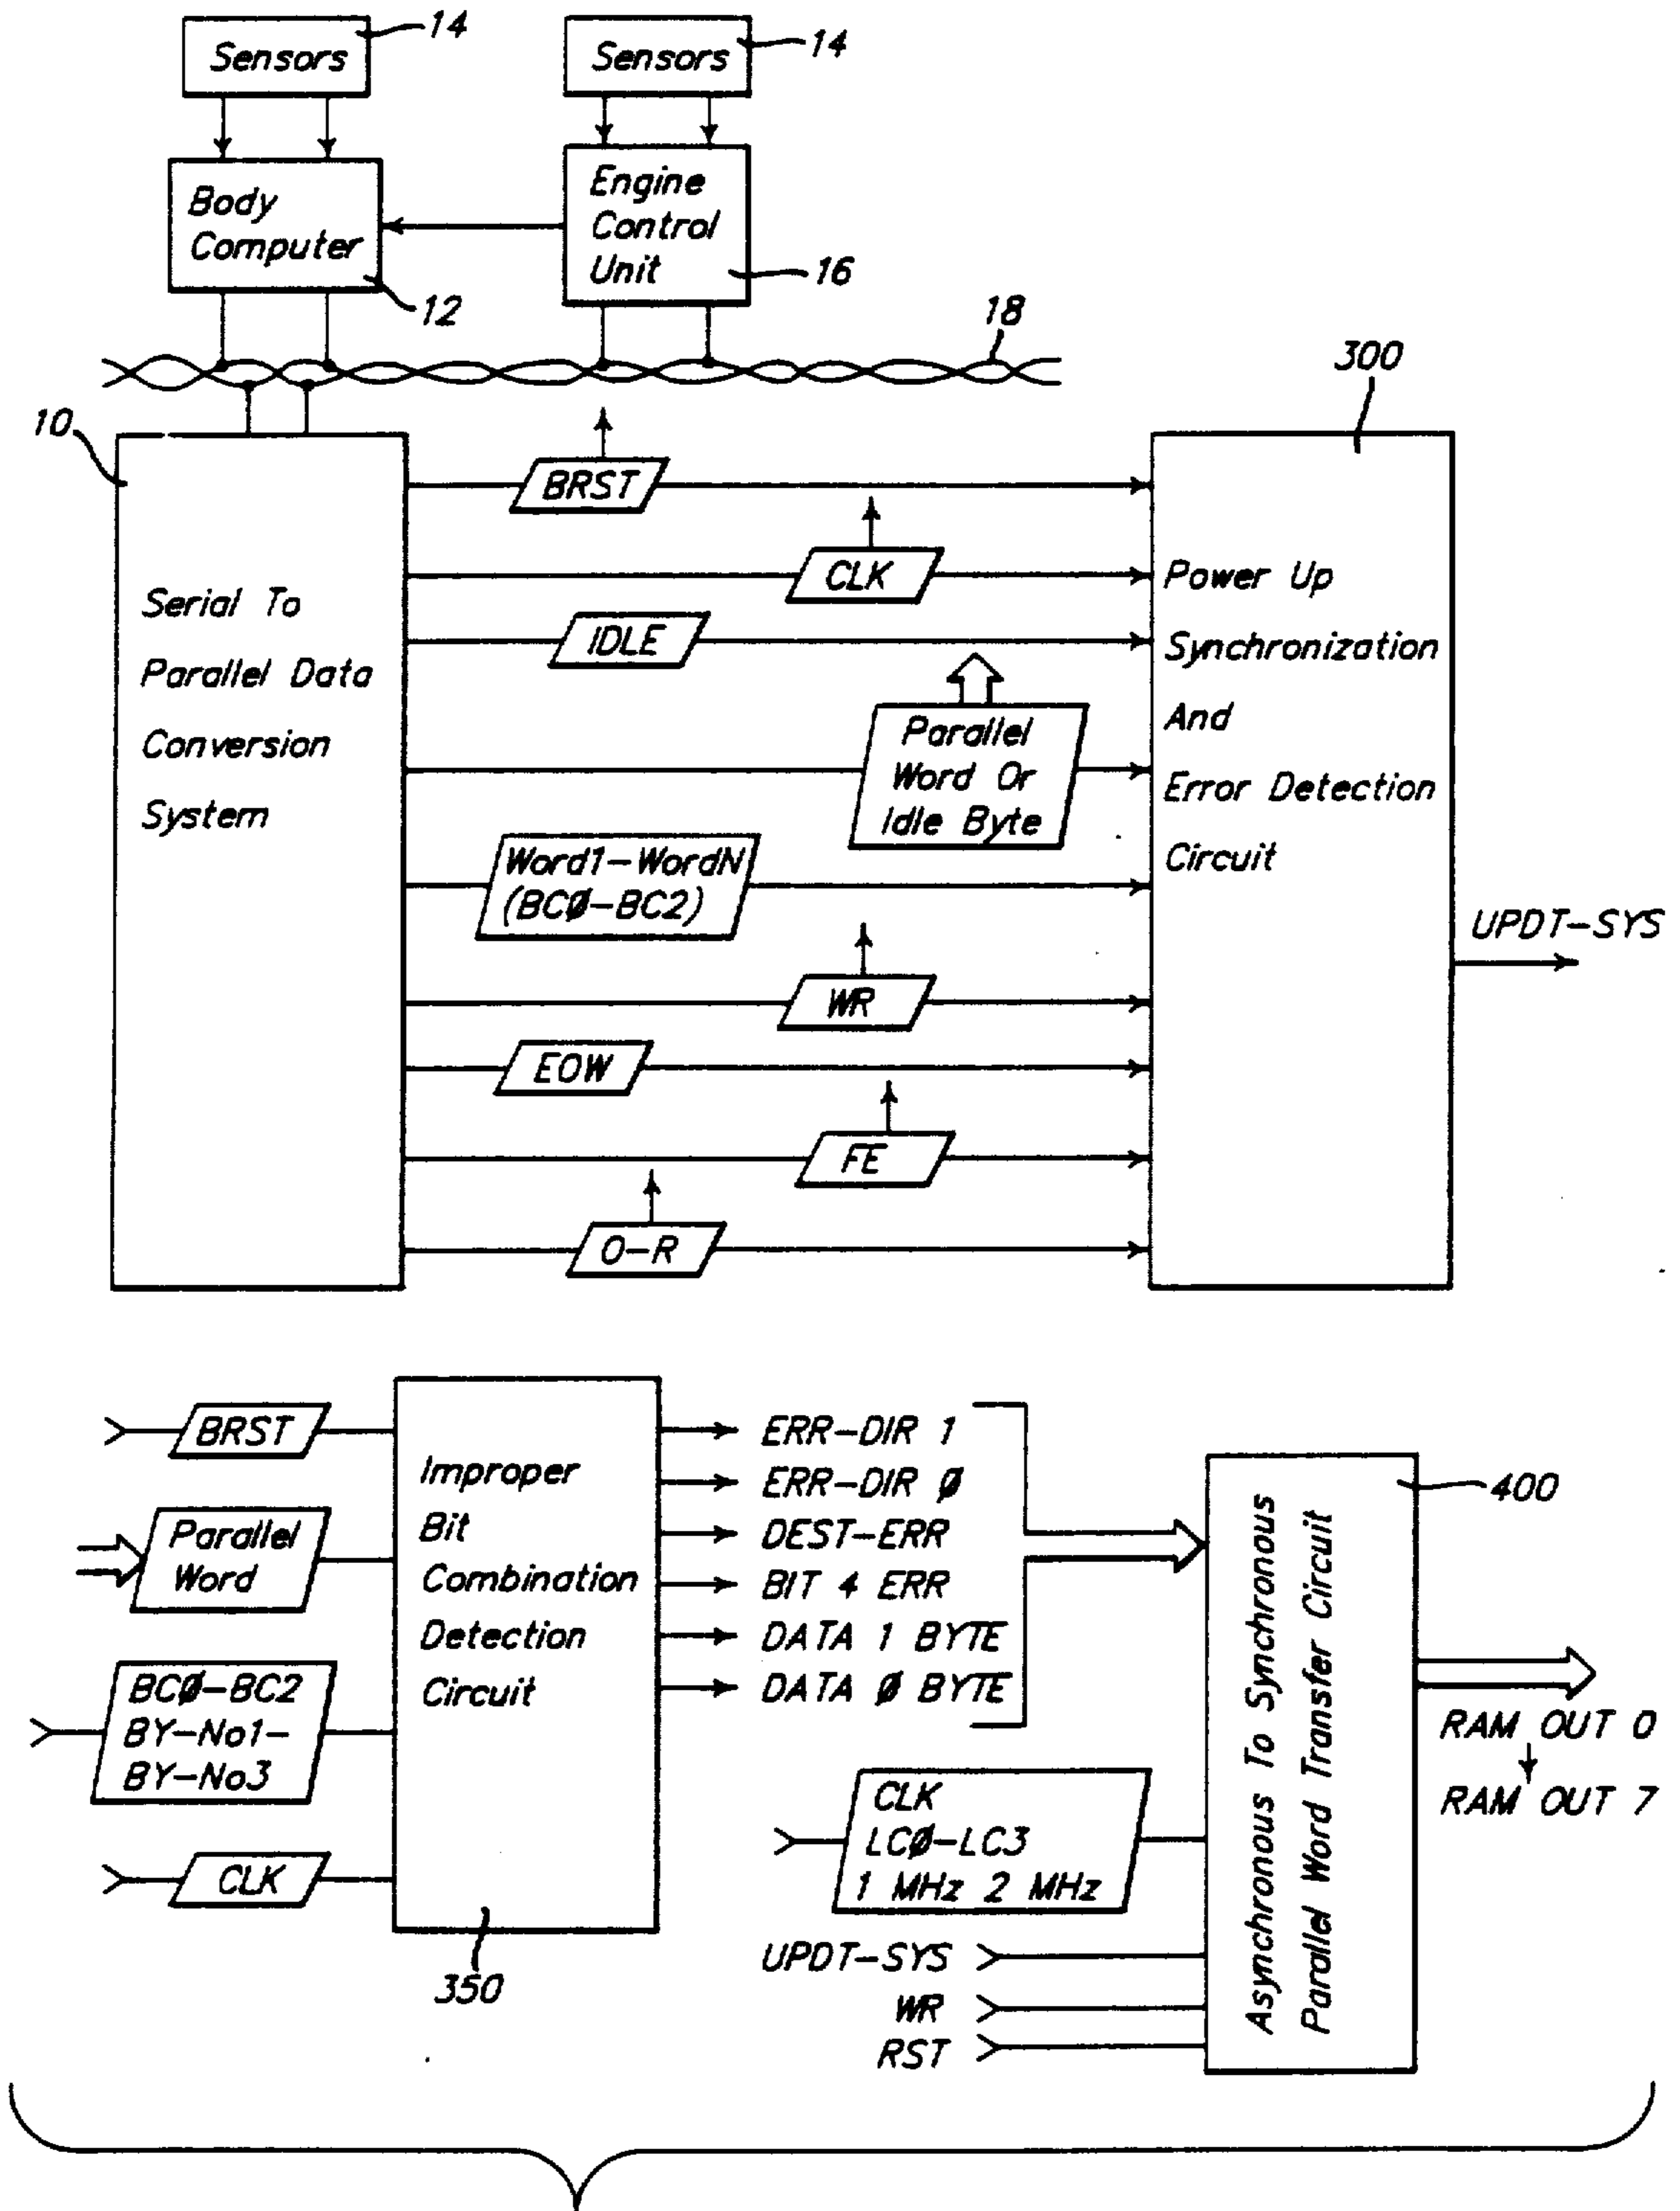 14
14
Sensors
Sensors
Body
Computer
Engine
Control
Unit
12
16
18
300
10
BRST
CLK
IDLE
Parallel
Word Or
Idle Byte
Word1-WordN
(BCØ-BC2)
WR
EOW
FE
O-R
Serial To
Parallel Data
Conversion
System
Power Up
Synchronization
And
Error Detection
Circuit
UPDT-SYS
BRST
Parallel
Word
BCØ-BC2
BY-No1-
BY-No3
CLK
Improper
Bit
Combination
Detection
Circuit
350
ERR-DIR 1
ERR-DIR Ø
DEST-ERR
BIT 4 ERR
DATA 1 BYTE
DATA Ø BYTE
CLK
LCØ-LC3
1 MHz 2 MHz
UPDT-SYS
WR
RST
400
Asynchronous To Synchronous
Parallel Word Transfer Circuit
RAM OUT 0
RAM OUT 7